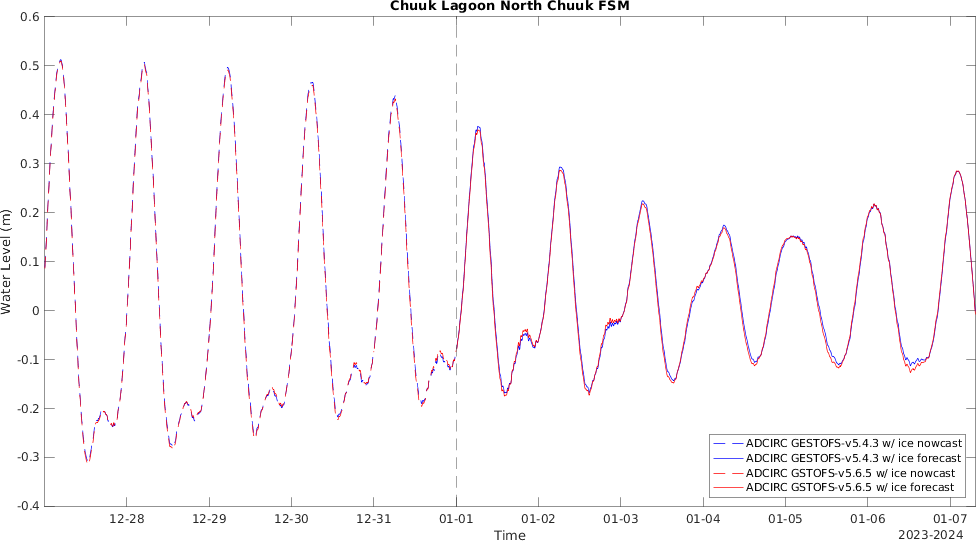 Chuuk Lagoon North Chuuk FSM
0.6
0.5
0.4
0.3
0.2
0.1
0
-0.1
-0.2
-0.3
-0.4
Water Level (m)
ADCIRC GESTOFS-v5.4.3 w/ ice nowcast
ADCIRC GESTOFS-v5.4.3 w/ ice forecast
ADCIRC GSTOFS-v5.6.5 w/ ice nowcast
ADCIRC GSTOFS-v5.6.5 w/ ice forecast
12-28 12-29 12-30 12-31 01-01 01-02 01-03 01-04 01-05 01-06 01-07
Time
2023-2024